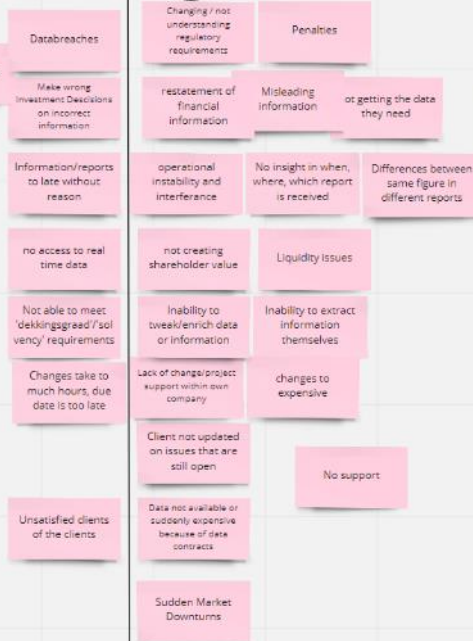 Databreaches
Changing / not
understanding
regulatory
requirements
Penalties
Make wrong
Investment Descisions
on incorrect
information
restatement of
financial
information
Misleading
information
ot getting the data
they need
Information/reports
to late without
reason
operational
instability and
interferance
No insight in when,
where, which report
is received
Differences between
same figure in
different reports
no access to real
time data
not creating
shareholder value
Liquidity issues
Not able to meet
'dekkingsgraad'/'sol
vency' requirements
Inability to
tweak/enrich data
or information
Inability to extract
information
themselves
Changes take to
much hours, due
date is too late
Lack of change/project
support within own
company
changes to
expensive
Client not updated
on issues that are
still open
No support
Unsatisfied clients
of the clients
Data not available or
suddenly expensive
because of data
contracts
Sudden Market
Downturns